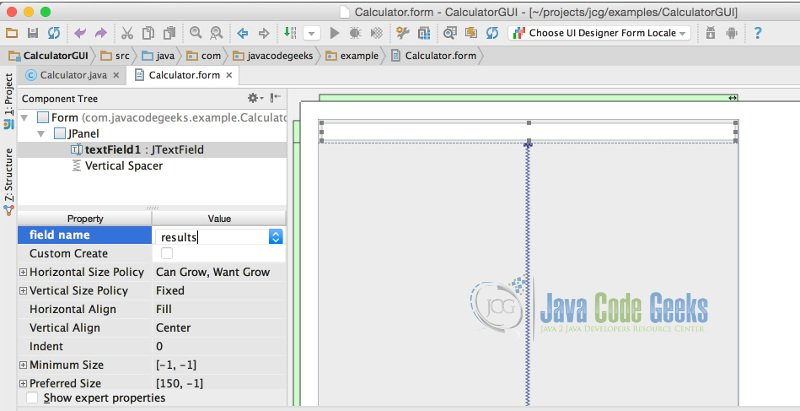 Calculator.form - CalculatorGUI - [~/projects/jcg/examples/CalculatorGUI]
Choose UI Designer Form Locale
CalculatorGUI src java com javacodegeeks example Calculator.form
Calculator.java Calculator.form
1: Project
Z: Structure
Component Tree
Form (com.javacodegeeks.example.Calculato
JPanel
textField1 : JTextField
Vertical Spacer
Property Value
field name results
Custom Create
Horizontal Size Policy Can Grow, Want Grow
Vertical Size Policy Fixed
Horizontal Align Fill
Vertical Align Center
Indent 0
Minimum Size [-1, -1]
Preferred Size [150, -1]
Show expert properties
JCG
Java Code Geeks
Java 2 Java Developers Resource Center